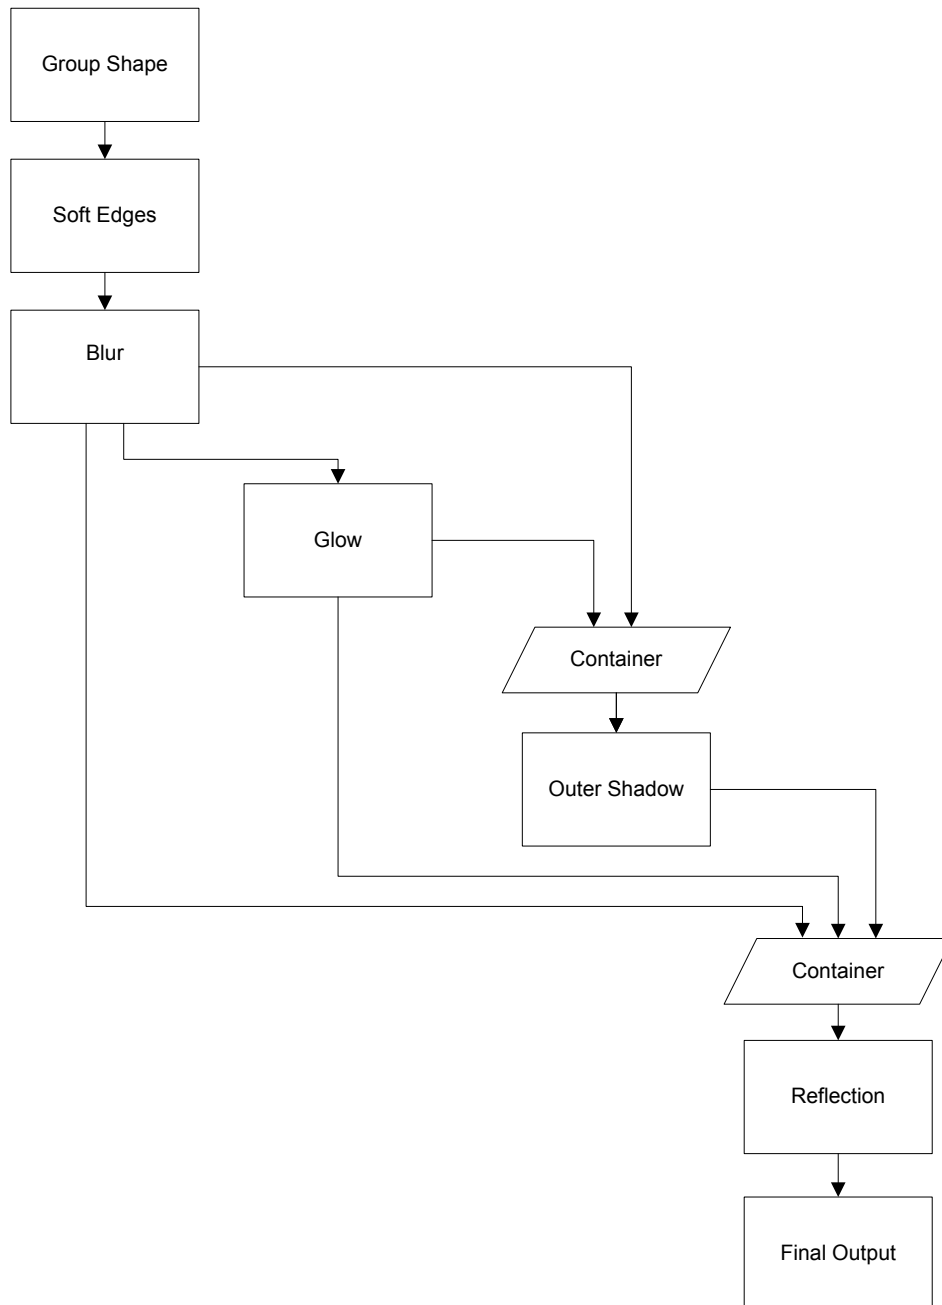 Group Shape
Soft Edges
Blur
Glow
Container
Outer Shadow
Container
Reflection
Final Output